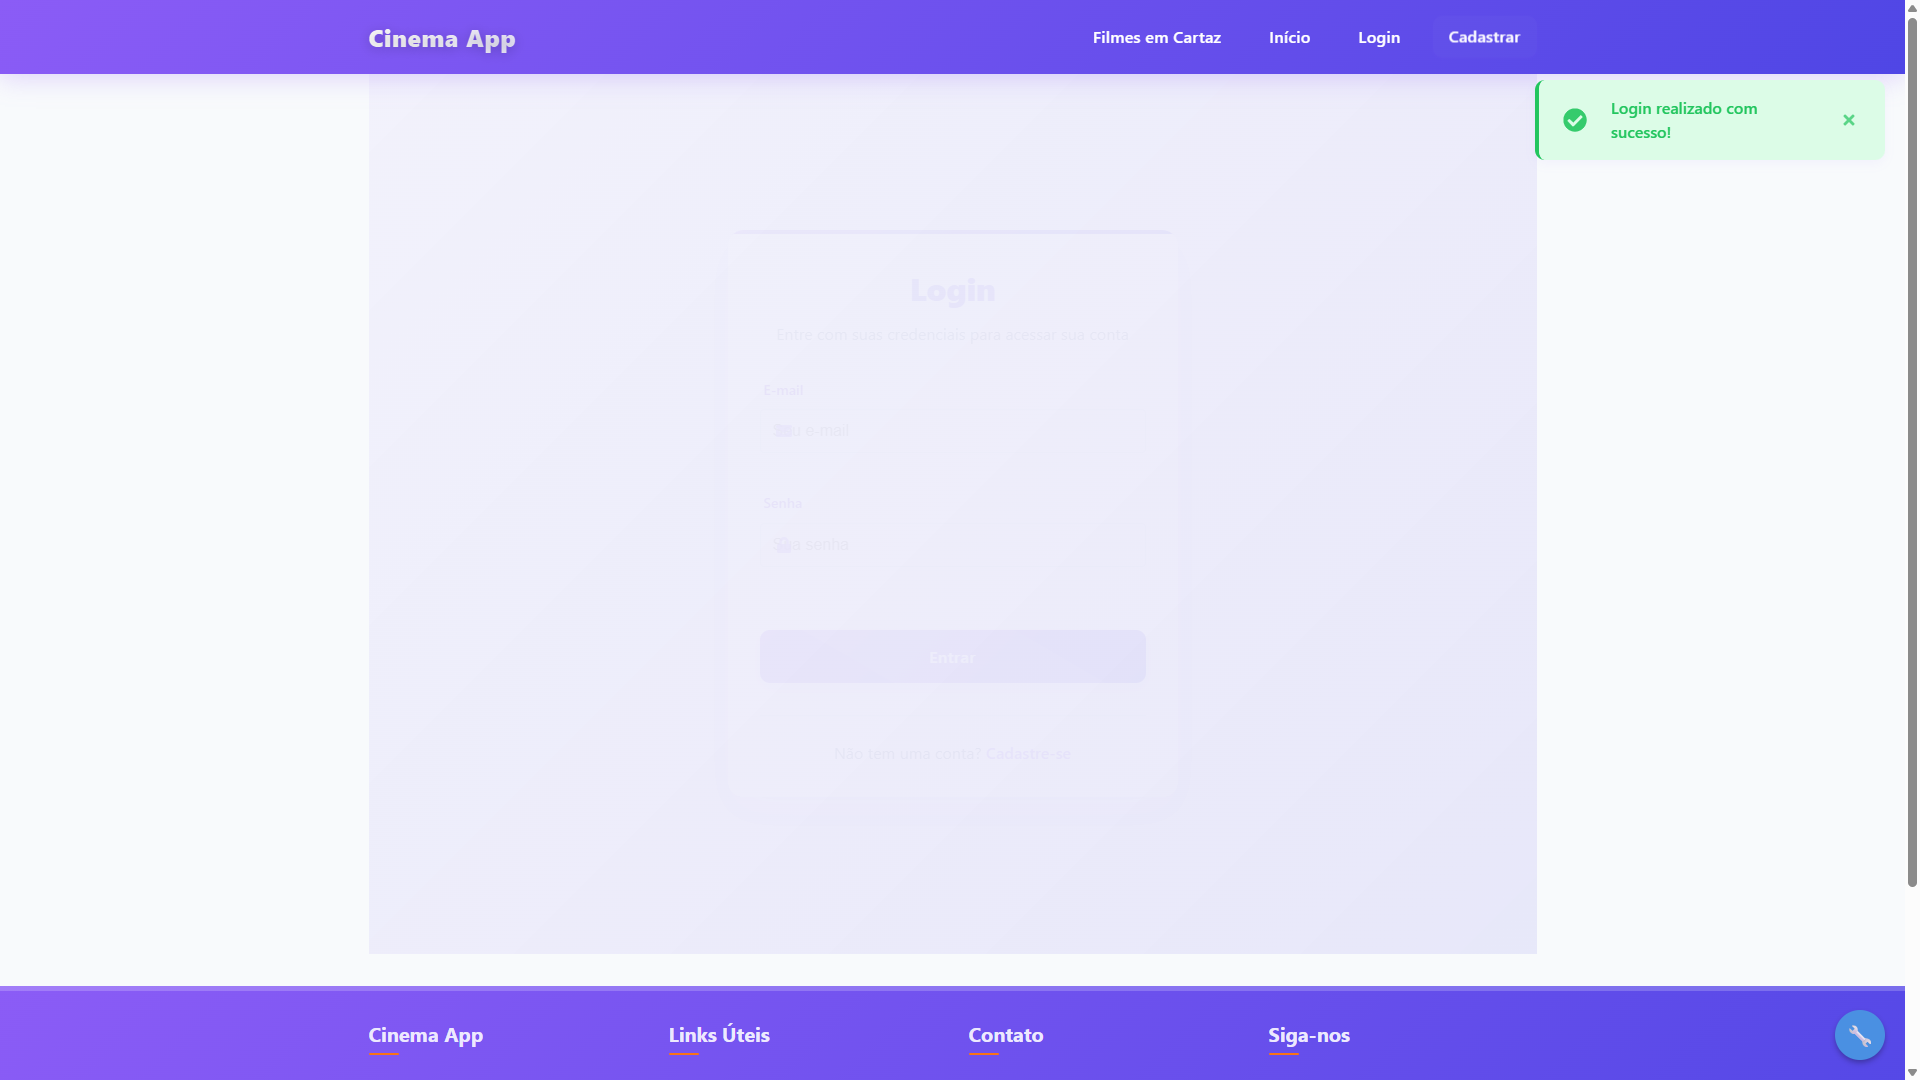 Cinema App
Filmes em Cartaz
Início
Login
Cadastrar
Login realizado com
sucesso!
Login
Entre com suas credenciais para acessar sua conta
E-mail
Seu e-mail
Senha
Sua senha
Entrar
Não tem uma conta? Cadastre-se
Cinema App
Links Úteis
Contato
Siga-nos